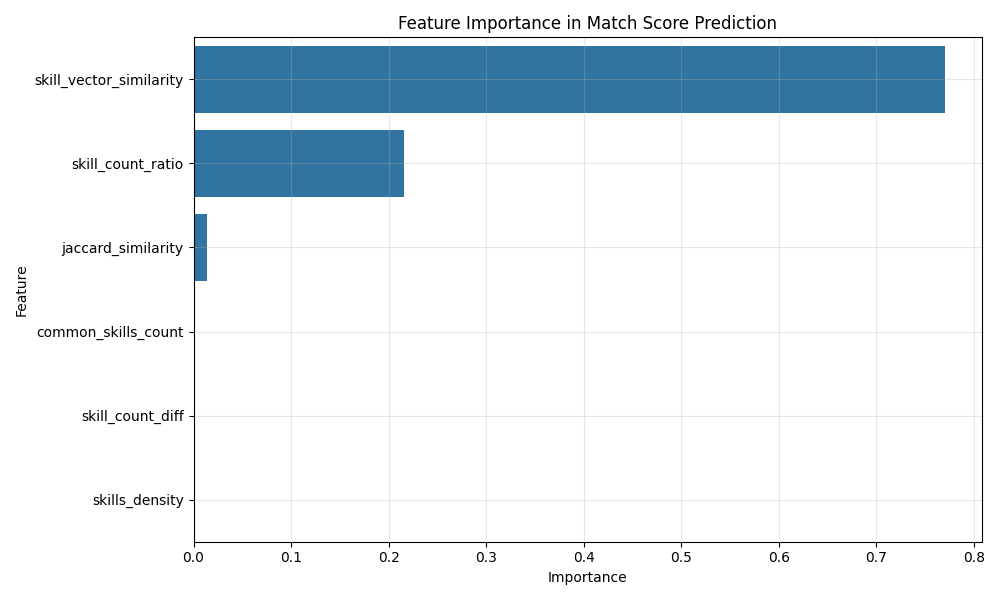 Feature Importance in Match Score Prediction
Feature
skill_vector_similarity
skill_count_ratio
jaccard_similarity
common_skills_count
skill_count_diff
skills_density
0.0 0.1 0.2 0.3 0.4 0.5 0.6 0.7 0.8
Importance